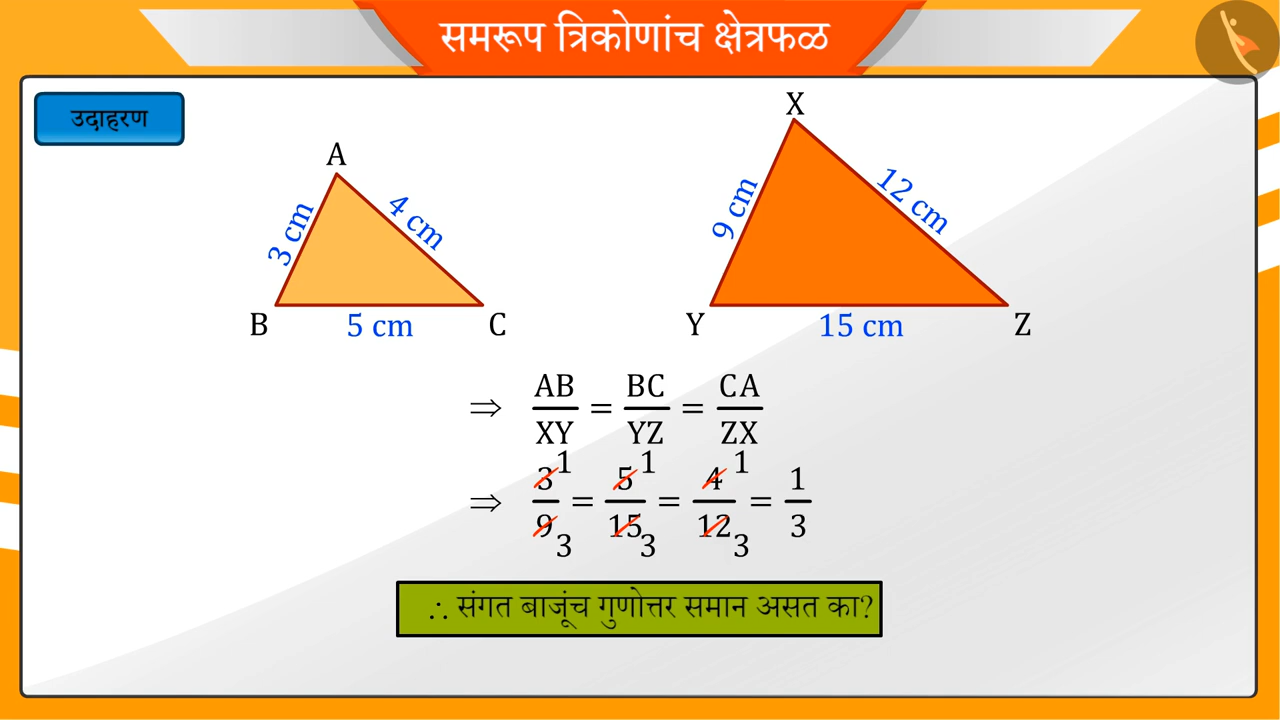 समरूप त्रिकोणांच क्षेत्रफळ
उदाहरण
A
3 cm
4 cm
B
5 cm
C
X
9 cm
12 cm
Y
15 cm
Z
⇒ AB/XY = BC/YZ = CA/ZX
1 1 1
⇒ 3/9 = 5/15 = 4/12 = 1/3
3 3 3
∴ संगत बाजूंच गुणोत्तर समान असत का?